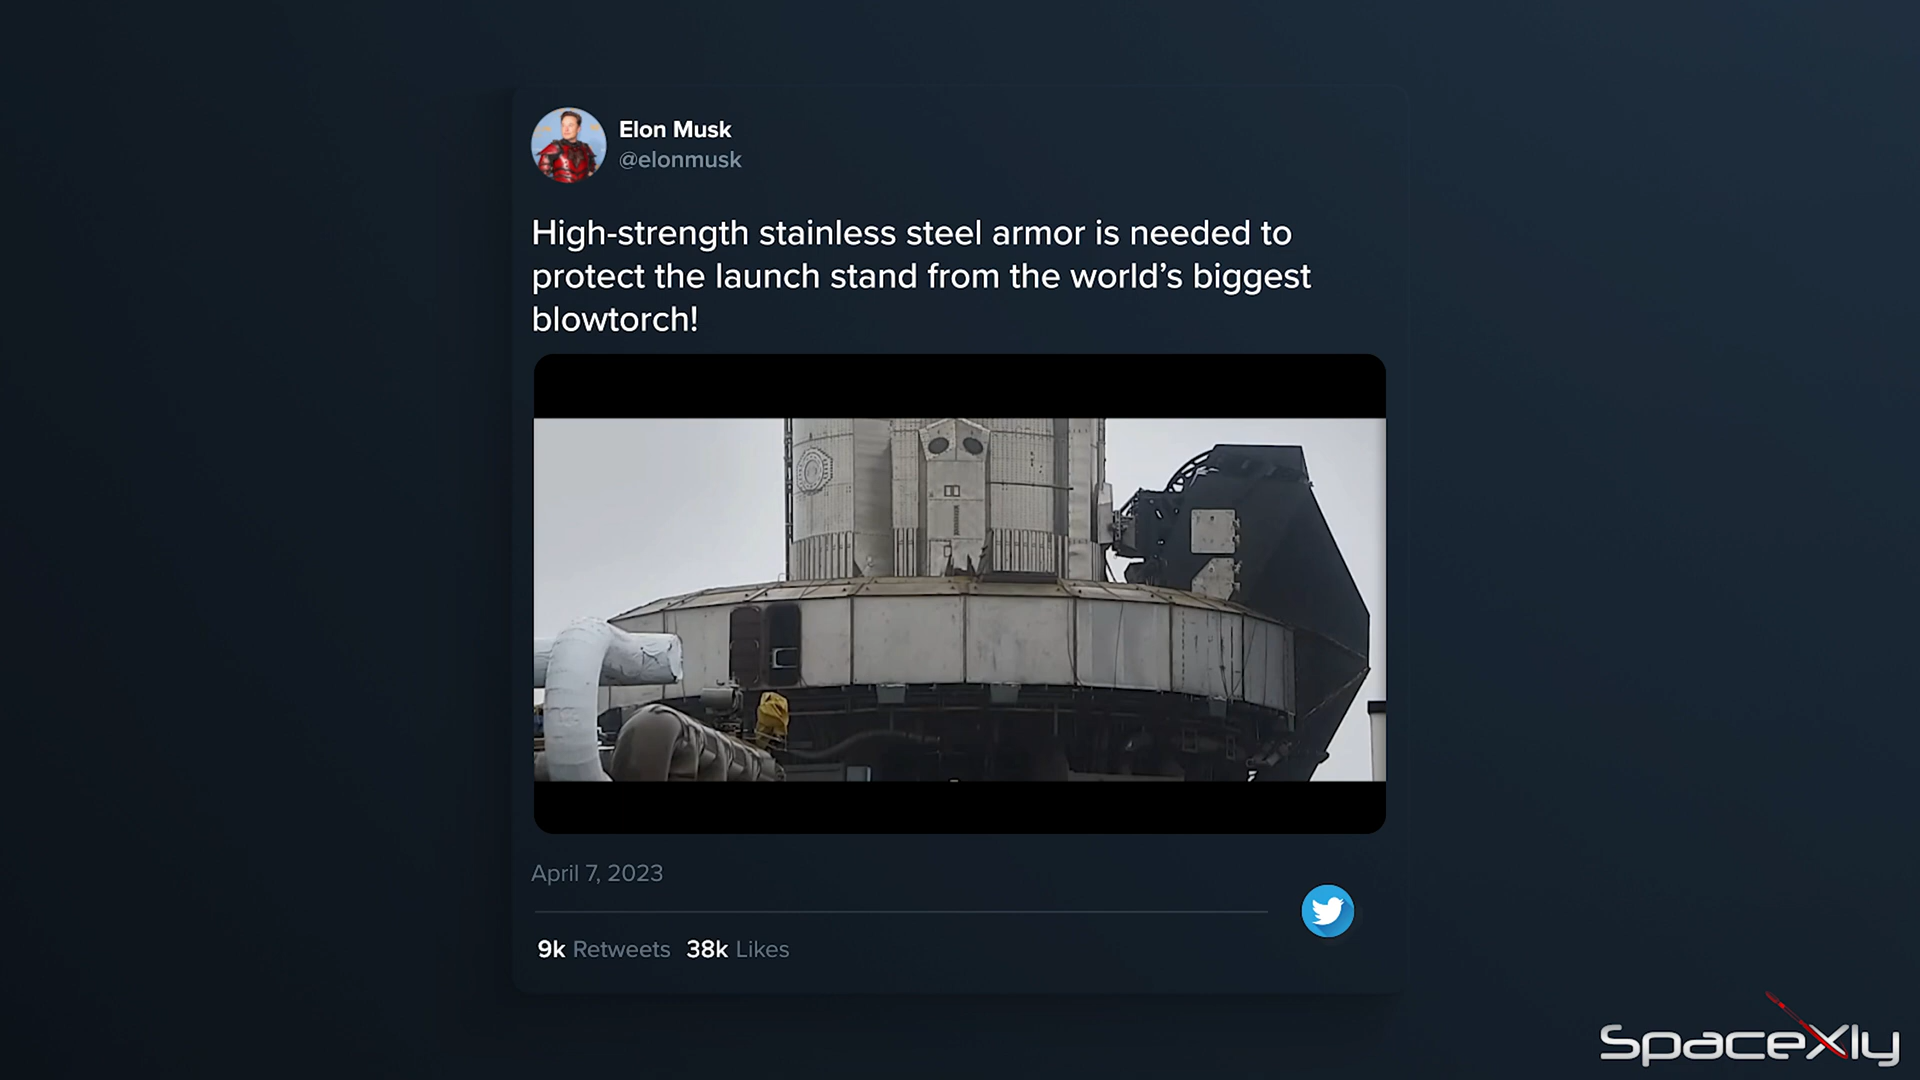 Elon Musk
@elonmusk
High-strength stainless steel armor is needed to
protect the launch stand from the world’s biggest
blowtorch!
April 7, 2023
9k Retweets 38k Likes
SpaceXly